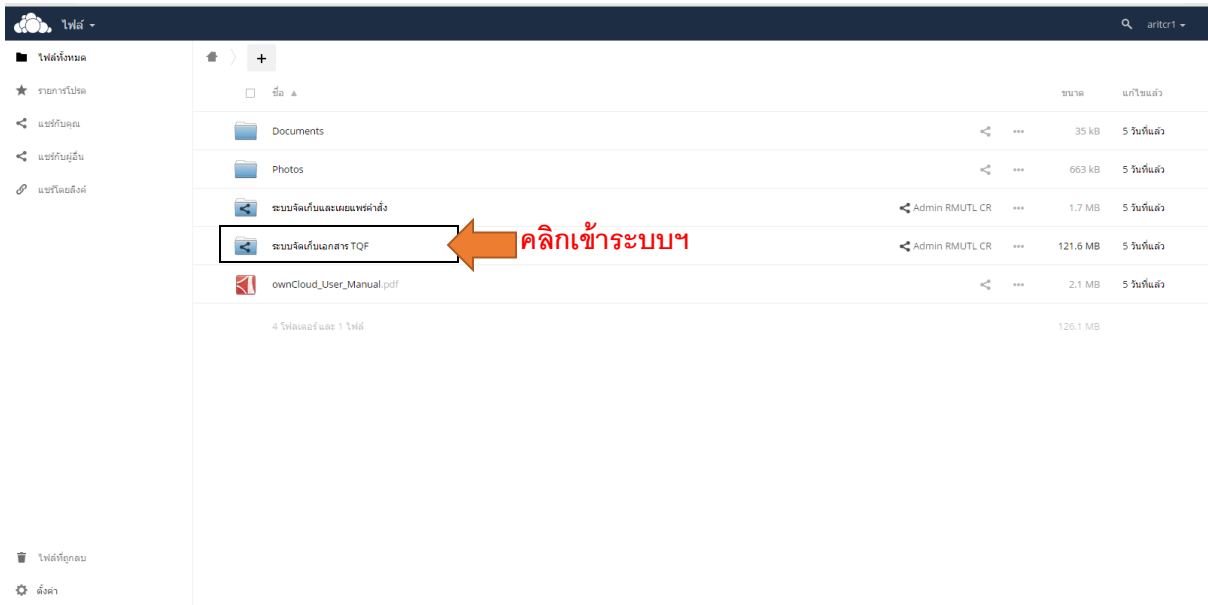 ไฟล์
aritcr1
ไฟล์ทั้งหมด
รายการโปรด
แชร์กับคุณ
แชร์กับผู้อื่น
แชร์โดยลิงค์
+
ชื่อ ขนาด แก้ไขแล้ว
Documents 35 kB 5 วันที่แล้ว
Photos 663 kB 5 วันที่แล้ว
ระบบจัดเก็บและเผยแพร่คำสั่ง Admin RMUTL CR 1.7 MB 5 วันที่แล้ว
ระบบจัดเก็บเอกสาร TQF คลิกเข้าระบบฯ Admin RMUTL CR 121.6 MB 5 วันที่แล้ว
ownCloud_User_Manual.pdf 2.1 MB 5 วันที่แล้ว
4 โฟลเดอร์ และ 1 ไฟล์ 126.1 MB
ไฟล์ที่ถูกลบ
ตั้งค่า